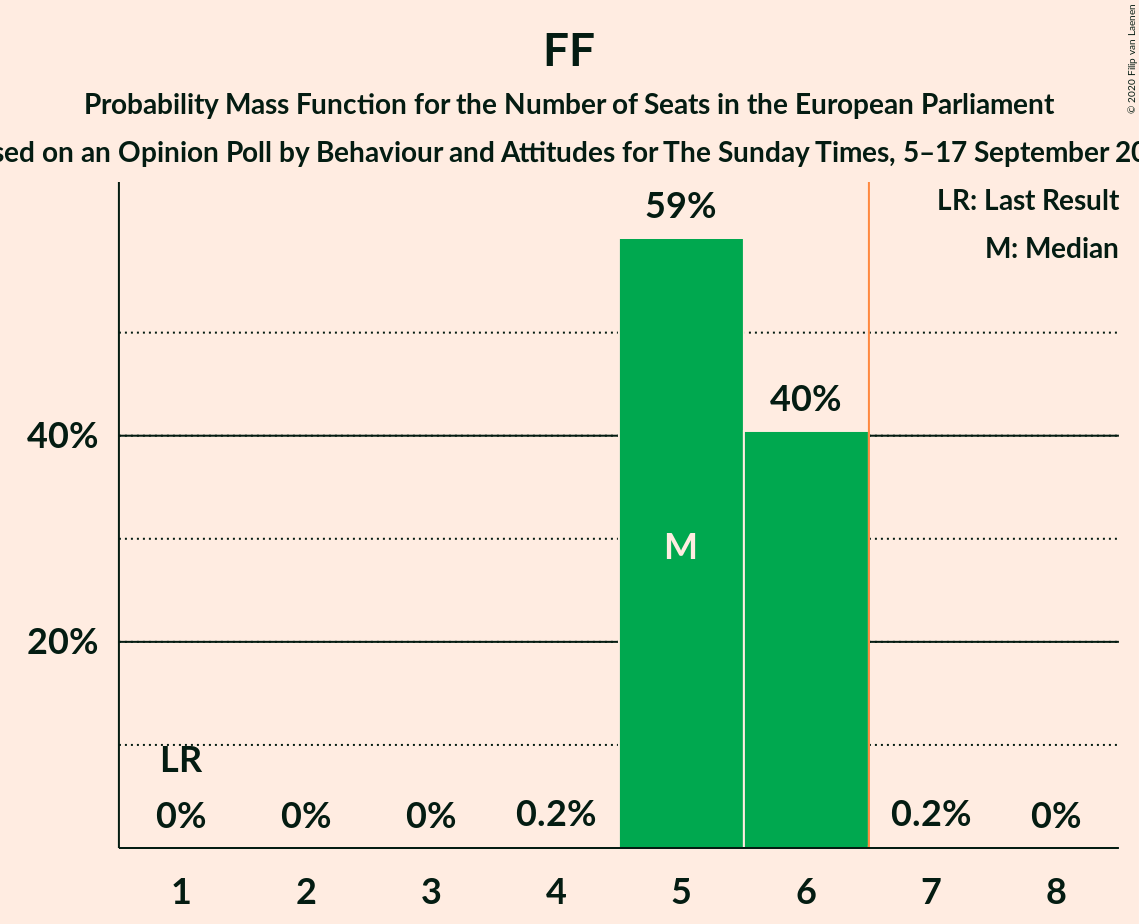 FF
Probability Mass Function for the Number of Seats in the European Parliament
on an Opinion Poll by Behaviour and Attitudes for The Sunday Times, 5–17 September
© 2020 Filip van Laenen
LR: Last Result
M: Median
59%
40%
40%
M
20%
LR
0%
0%
0%
0.2%
0.2%
0%
1
2
3
4
5
6
7
8